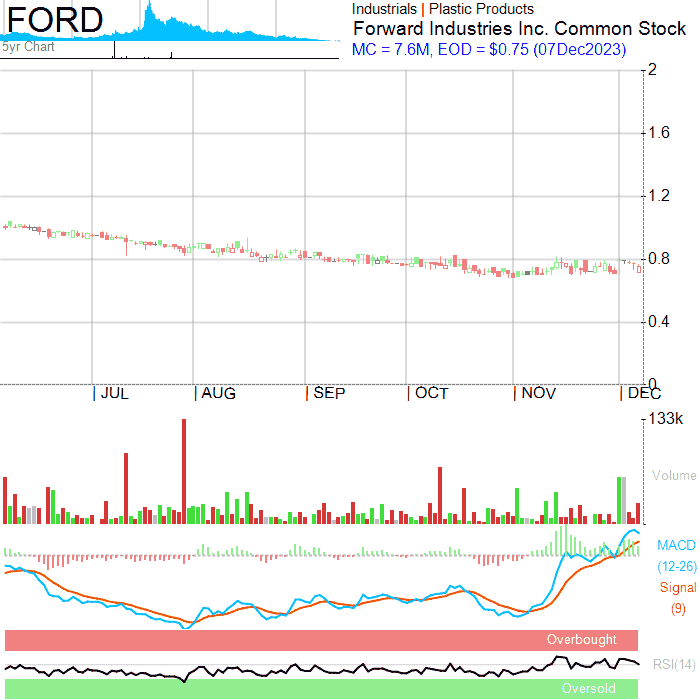 FORD
5yr Chart
Industrials | Plastic Products
Forward Industries Inc. Common Stock
MC = 7.6M, EOD = $0.75 (07Dec2023)
2
1.6
1.2
0.8
0.4
0
JUL AUG SEP OCT NOV DEC
133k
Volume
MACD
(12-26)
Signal
(9)
Overbought
RSI(14)
Oversold